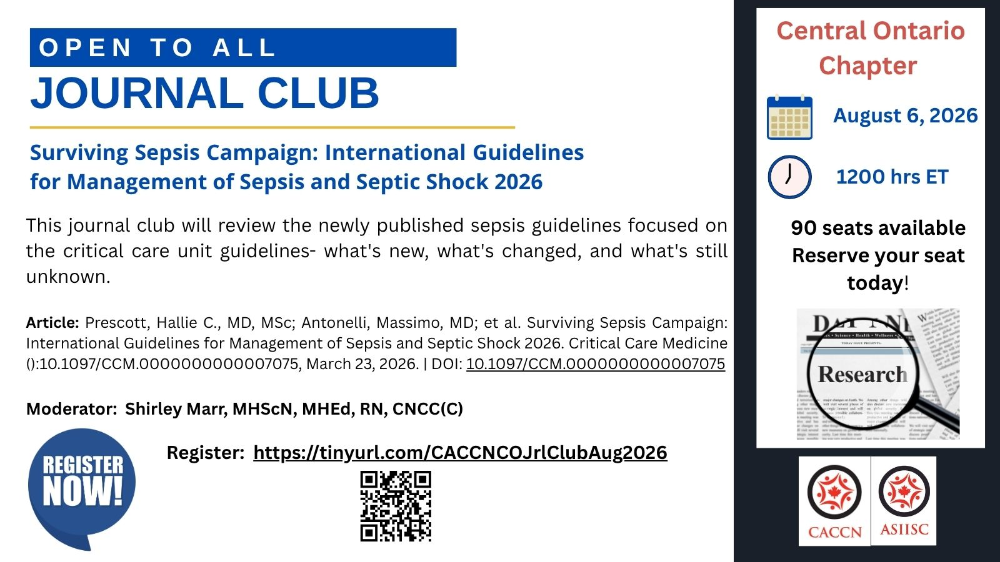 OPEN TO ALL
JOURNAL CLUB
Surviving Sepsis Campaign: International Guidelines
for Management of Sepsis and Septic Shock 2026
This journal club will review the newly published sepsis guidelines focused on
the critical care unit guidelines- what's new, what's changed, and what's still
unknown.
Article: Prescott, Hallie C., MD, MSc; Antonelli, Massimo, MD; et al. Surviving Sepsis Campaign:
International Guidelines for Management of Sepsis and Septic Shock 2026. Critical Care Medicine
():10.1097/CCM.0000000000007075, March 23, 2026. | DOI: 10.1097/CCM.0000000000007075
Moderator: Shirley Marr, MHScN, MHEd, RN, CNCC(C)
REGISTER
NOW!
Register: https://tinyurl.com/CACCNCOJrlClubAug2026
Central Ontario
Chapter
August 6, 2026
1200 hrs ET
90 seats available
Reserve your seat
today!
TODAY ISSUE PRESENTS:
Research
CACCN
ASIISC